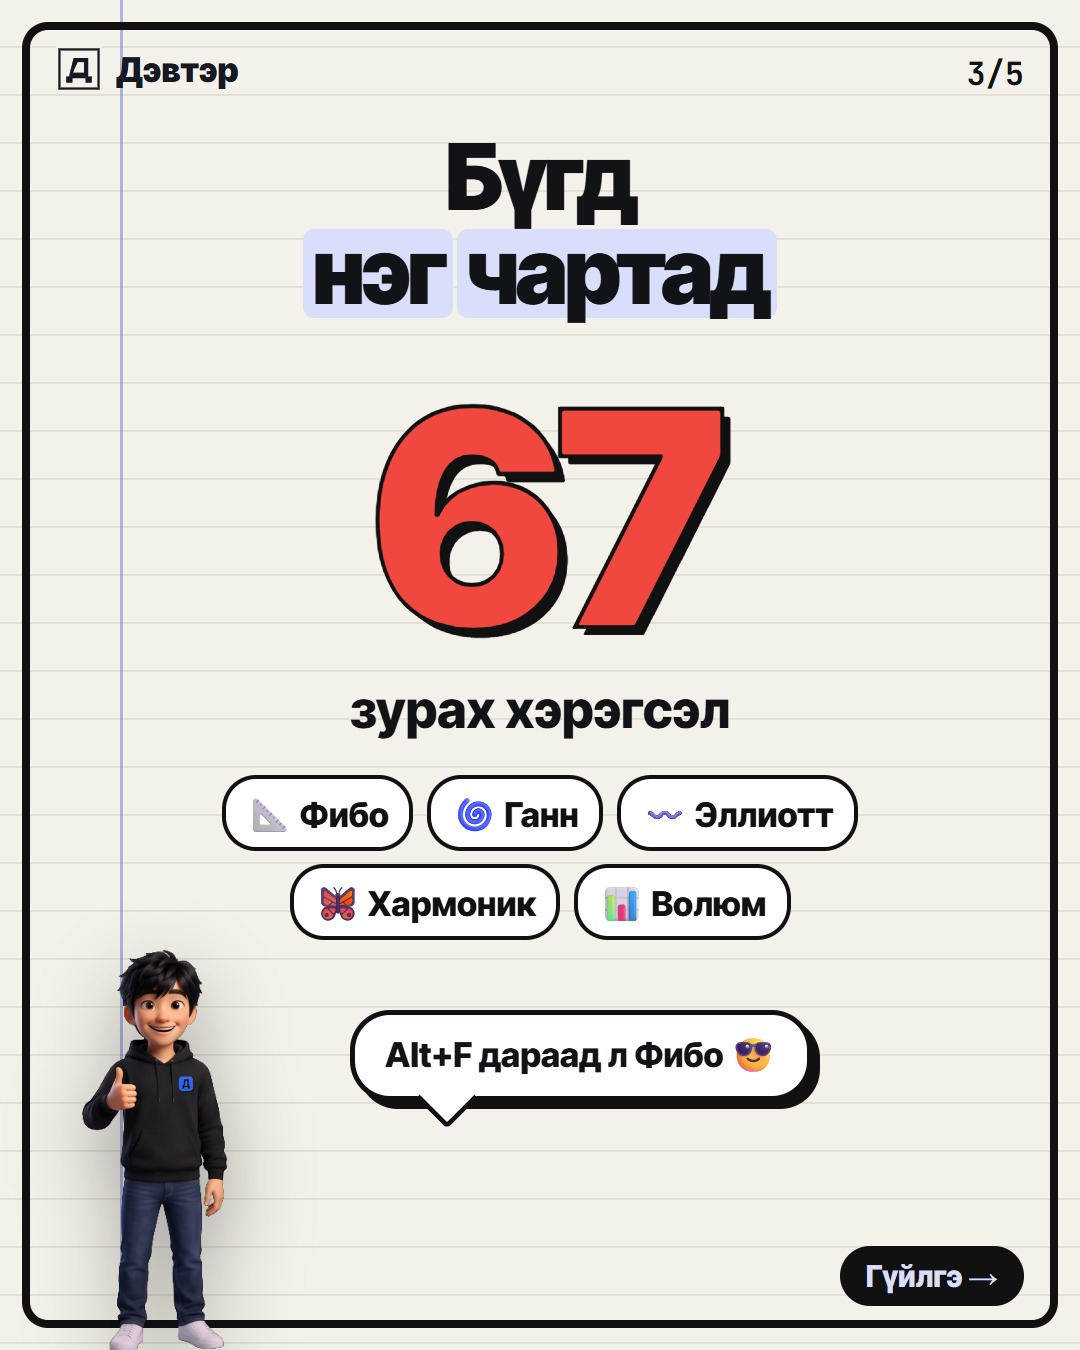 Д Дэвтэр
3/5
Бүгд
нэг чартад
67
зурах хэрэгсэл
Фибо
Ганн
Эллиотт
Хармоник
Волюм
Alt+F дараад л Фибо 😎
Д
Гүйлгэ →